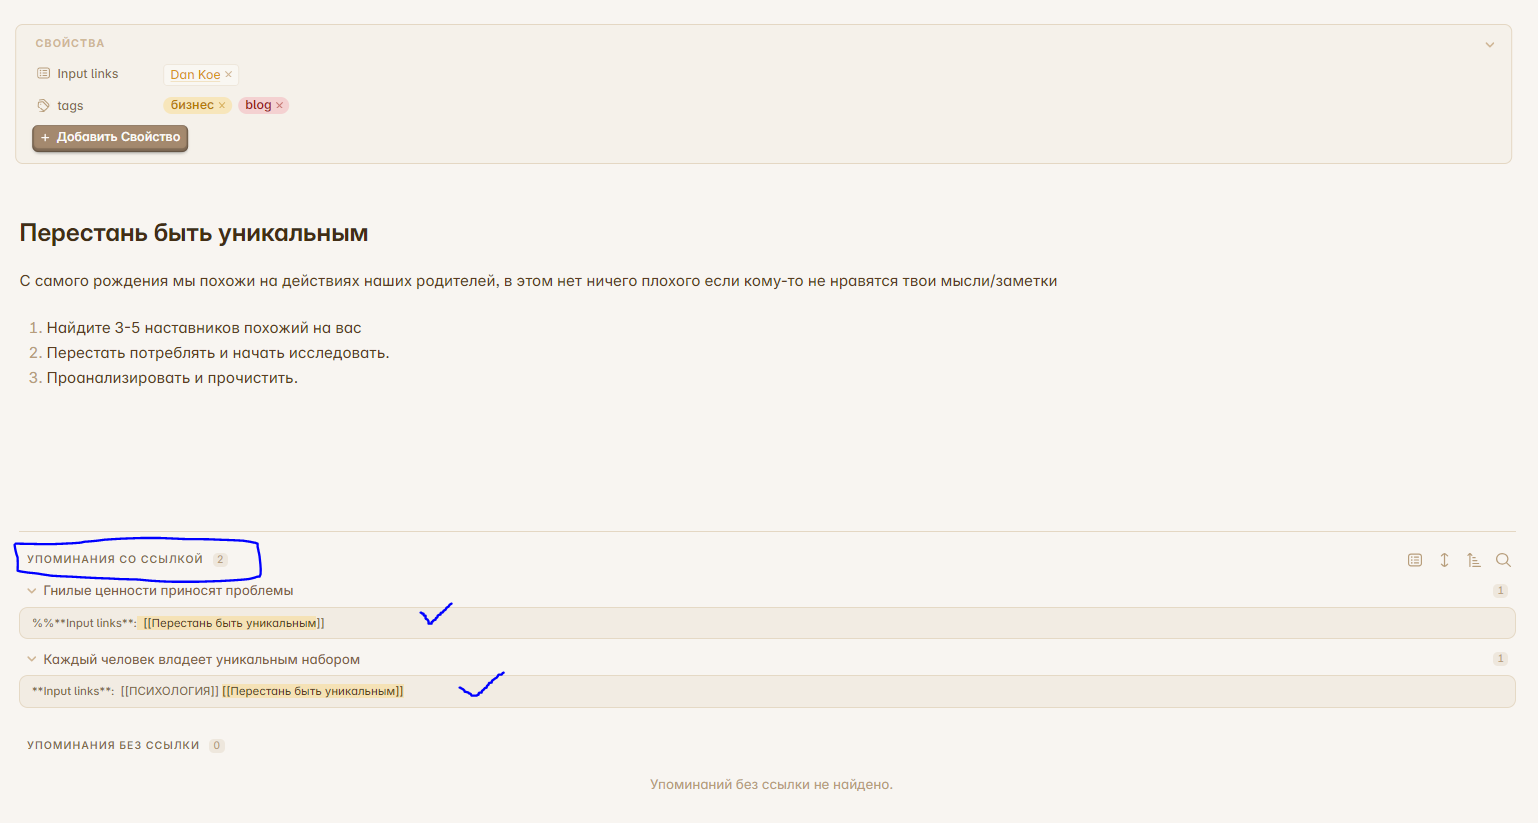 СВОЙСТВА
Input links Dan Koe ×
tags бизнес × blog ×
+ Добавить Свойство
Перестань быть уникальным
С самого рождения мы похожи на действиях наших родителей, в этом нет ничего плохого если кому-то не нравятся твои мысли/заметки
1. Найдите 3-5 наставников похожий на вас
2. Перестать потреблять и начать исследовать.
3. Проанализировать и прочистить.
УПОМИНАНИЯ СО ССЫЛКОЙ 2
Гнилые ценности приносят проблемы 1
%%**Input links**: [[Перестань быть уникальным]]
Каждый человек владеет уникальным набором 1
**Input links**: [[ПСИХОЛОГИЯ]] [[Перестань быть уникальным]]
УПОМИНАНИЯ БЕЗ ССЫЛКИ 0
Упоминаний без ссылки не найдено.